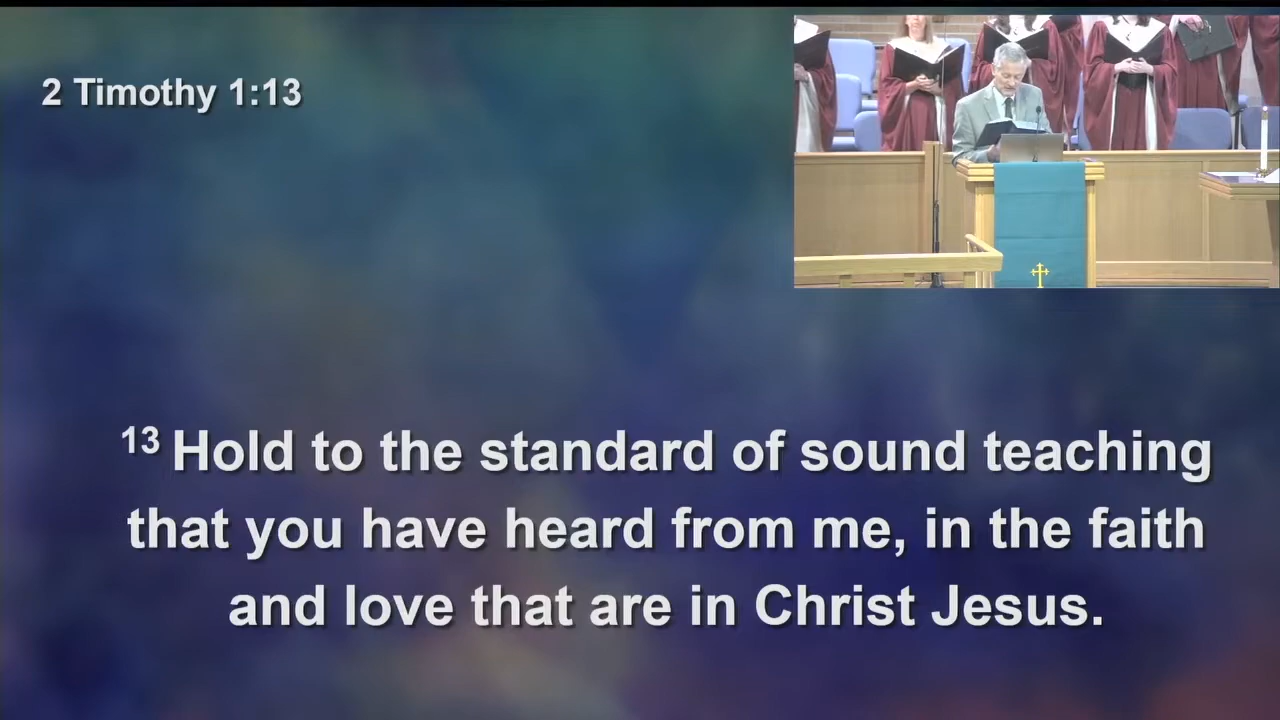 2 Timothy 1:13
13 Hold to the standard of sound teaching
that you have heard from me, in the faith
and love that are in Christ Jesus.